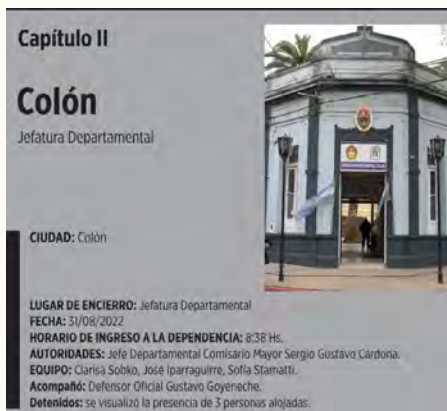 Capítulo II
Colón
Jefatura Departamental
CIUDAD: Colón
LUGAR DE ENCIERRO: Jefatura Departamental
FECHA: 31/08/2022
HORARIO DE INGRESO A LA DEPENDENCIA: 8:38 Hs.
AUTORIDADES: Jefe Departamental Comisario Mayor Sergio Gustavo Cardona.
EQUIPO: Clarisa Sobko, José Iparraguirre, Sofía Stamatti.
Acompañó: Defensor Oficial Gustavo Goyeneche.
Detenidos: se visualizó la presencia de 3 personas alojadas.